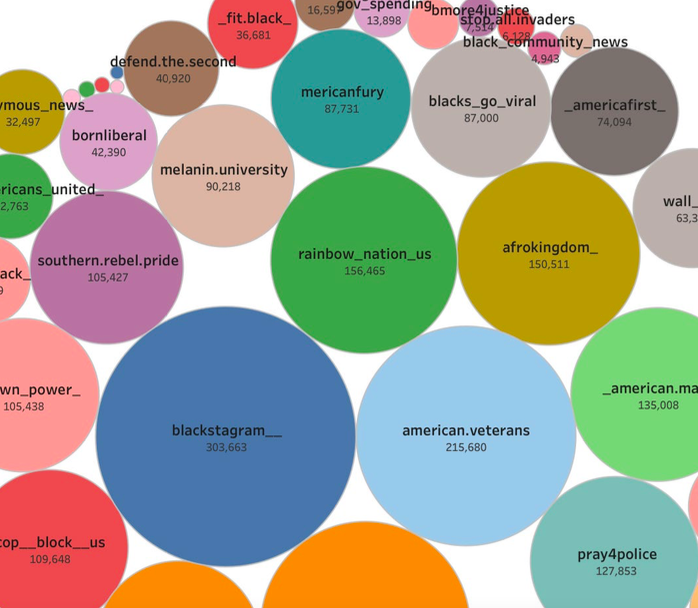 gov_spending_
16,597
13,898
_fit.black_
36,681
bmore4justice
7,514
stop.all.invaders
6,128
black_community_news
4,943
defend.the.second
40,920
mericanfury
87,731
blacks_go_viral
87,000
_americafirst_
74,094
ymous_news_
32,497
bornliberal
42,390
melanin.university
90,218
ricans_united_
2,763
wall_
63,3
southern.rebel.pride
105,427
rainbow_nation_us
156,465
afrokingdom_
150,511
ack_
9
wn_power_
105,438
_american.ma
135,008
blackstagram__
303,663
american.veterans
215,680
top__block__us
109,648
pray4police
127,853